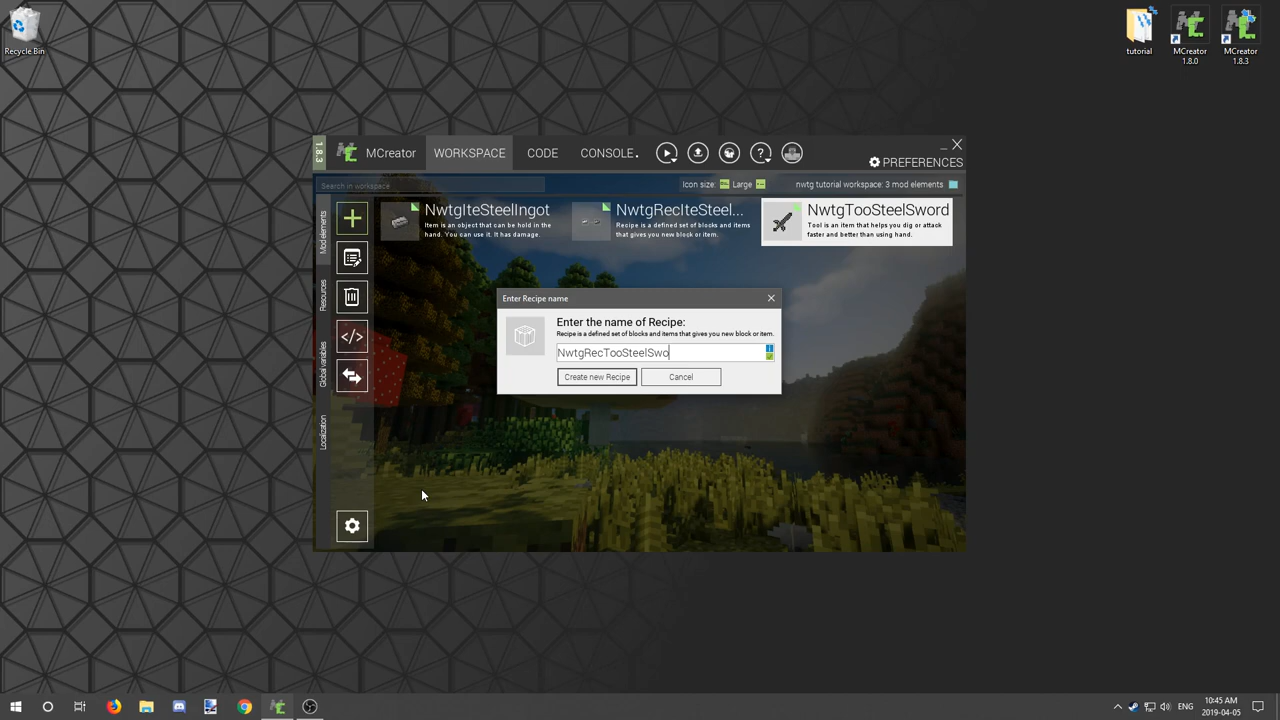 Recycle Bin
tutorial
MCreator
1.8.0
MCreator
1.8.3
1.8.3
MCreator
WORKSPACE
CODE
CONSOLE
PREFERENCES
Search in workspace
Icon size:
Large
nwtg tutorial workspace: 3 mod elements
Mod elements
Resources
Global variables
Localization
NwtgIteSteelIngot
Item is an object that can be hold in the
hand. You can use it. It has damage.
NwtgRecIteSteel...
Recipe is a defined set of blocks and items
that gives you new block or item.
NwtgTooSteelSword
Tool is an item that helps you dig or attack
faster and better than using hand.
Enter Recipe name
Enter the name of Recipe:
Recipe is a defined set of blocks and items that gives you new block or item.
NwtgRecTooSteelSwo
Create new Recipe
Cancel
ENG
10:45 AM
2019-04-05